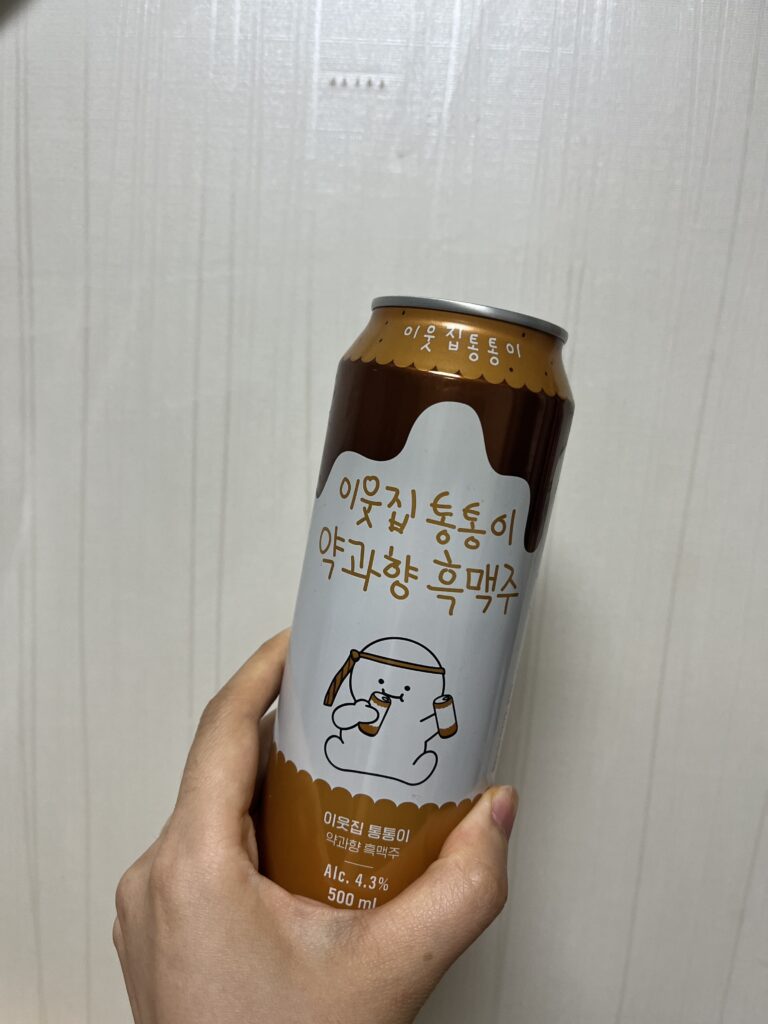 이웃집통통이
이웃집 통통이
약과향 흑맥주
이웃집 통통이
약과향 흑맥주
Alc. 4.3%
500 ml